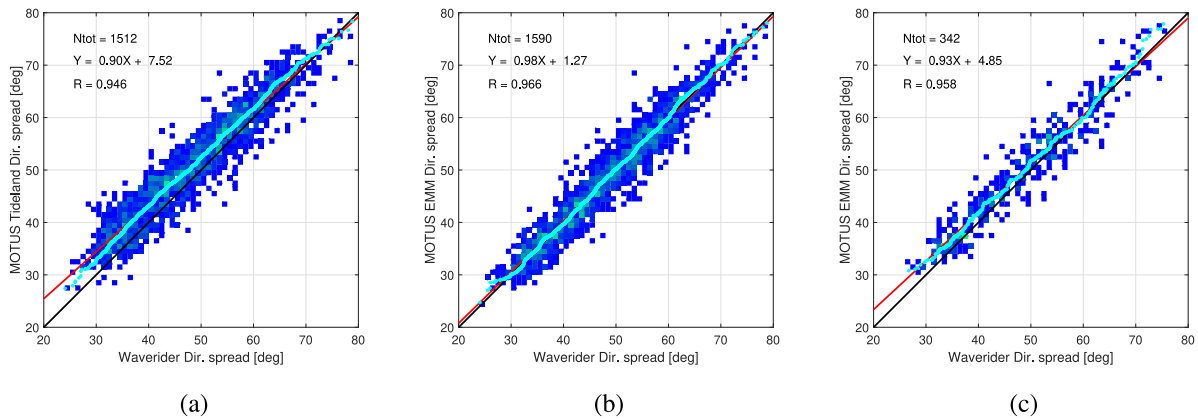 80
70
60
50
40
30
20
MOTUS Tideland Dir. spread [deg]
Ntot = 1512
Y = 0.90X + 7.52
R = 0.946
20 30 40 50 60 70 80
Waverider Dir. spread [deg]
(a)
80
70
60
50
40
30
20
MOTUS EMM Dir. spread [deg]
Ntot = 1590
Y = 0.98X + 1.27
R = 0.966
20 30 40 50 60 70 80
Waverider Dir. spread [deg]
(b)
80
70
60
50
40
30
20
MOTUS EMM Dir. spread [deg]
Ntot = 342
Y = 0.93X + 4.85
R = 0.958
20 30 40 50 60 70 80
Waverider Dir. spread [deg]
(c)